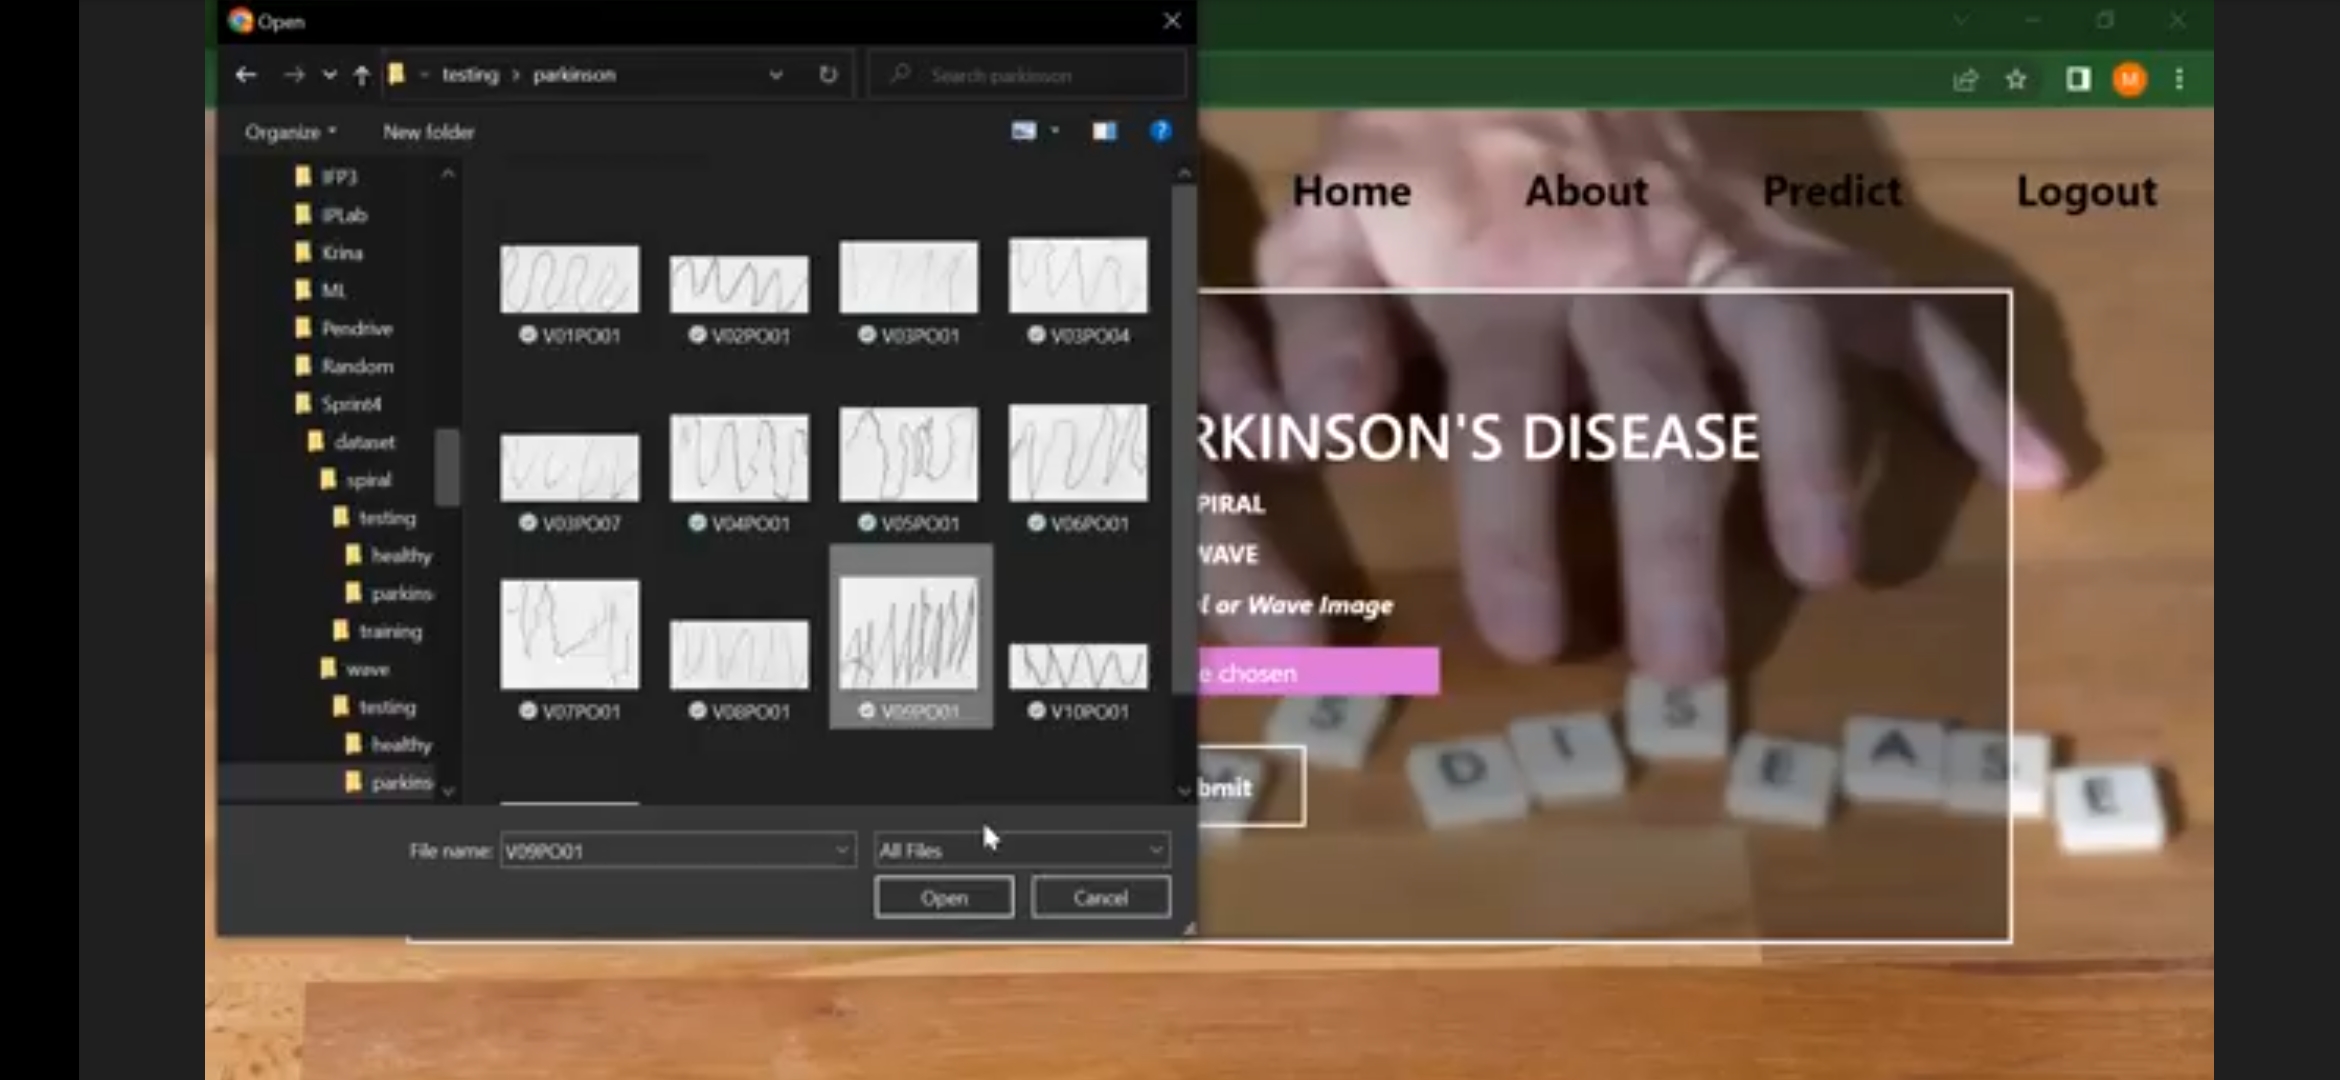 Open
testing > parkinson
Search parkinson
Organize
New folder
IFP3
IPLab
Krina
ML
Pendrive
Random
Sprint4
dataset
spiral
testing
healthy
parkins
training
wave
testing
healthy
parkins
V01PO01
V02PO01
V03PO01
V03PO04
V03PO07
V04PO01
V05PO01
V06PO01
V07PO01
V08PO01
V09PO01
V10PO01
File name: V09PO01
All Files
Open
Cancel
M
Home
About
Predict
Logout
RKINSON'S DISEASE
PIRAL
WAVE
l or Wave Image
e chosen
bmit
S
D I S E A S E